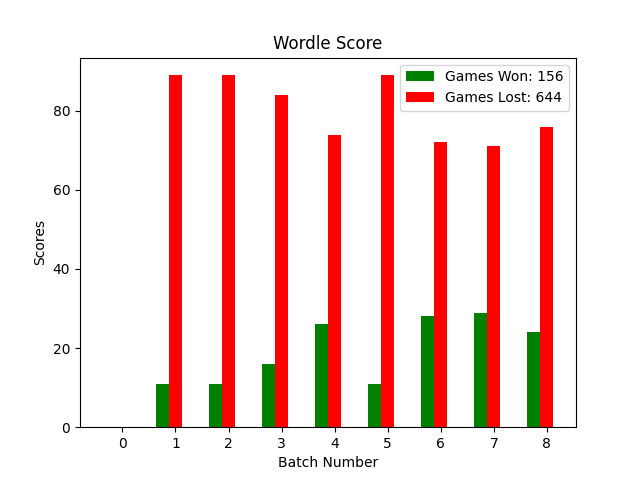 Wordle Score
Games Won: 156
Games Lost: 644
80
60
40
20
0
Scores
0 1 2 3 4 5 6 7 8
Batch Number